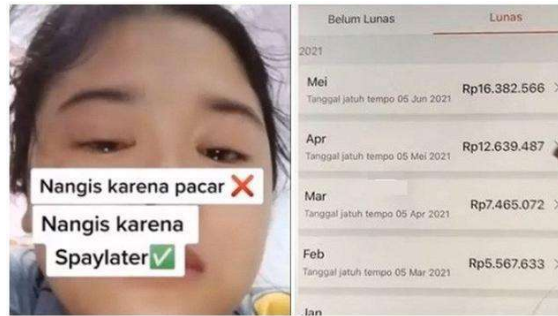 Nangis karena pacar ❌
Nangis karena
Spaylater ✅
Belum Lunas
Lunas
2021
Mei
Rp16.382.566
Tanggal jatuh tempo 05 Jun 2021
Apr
Rp12.639.487
Tanggal jatuh tempo 05 Mei 2021
Mar
Rp7.465.072
Tanggal jatuh tempo 05 Apr 2021
Feb
Rp5.567.633
Tanggal jatuh tempo 05 Mar 2021
Jan